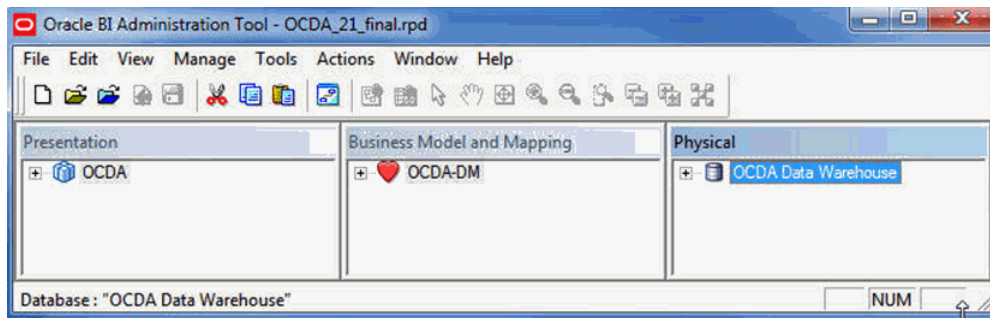 Oracle BI Administration Tool - OCDA_21_final.rpd
File Edit View Manage Tools Actions Window Help
Presentation Business Model and Mapping Physical
OCDA OCDA-DM OCDA Data Warehouse
Database : "OCDA Data Warehouse" NUM